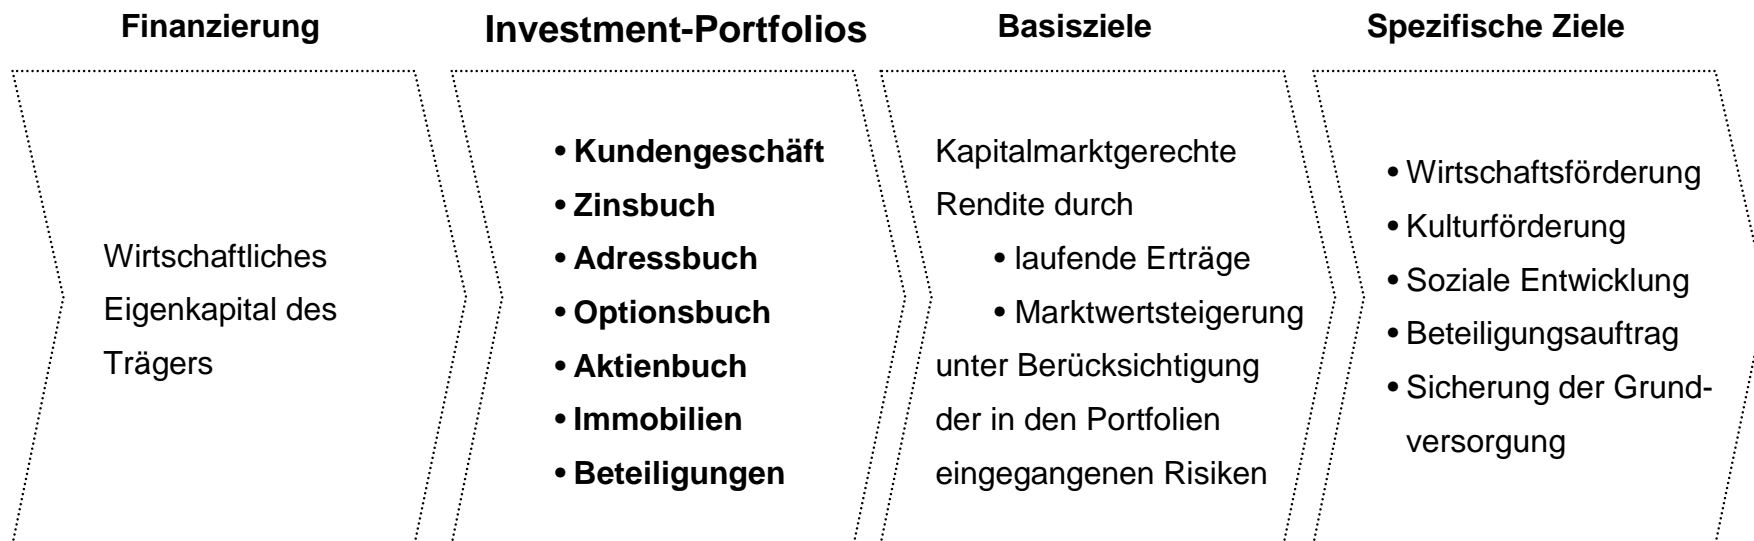 Finanzierung
Wirtschaftliches
Eigenkapital des
Trägers
Investment-Portfolios
• Kundengeschäft
• Zinsbuch
• Adressbuch
• Optionsbuch
• Aktienbuch
• Immobilien
• Beteiligungen
Basisziele
Kapitalmarktgerechte
Rendite durch
• laufende Erträge
• Marktwertsteigerung
unter Berücksichtigung
der in den Portfolien
eingegangenen Risiken
Spezifische Ziele
• Wirtschaftsförderung
• Kulturförderung
• Soziale Entwicklung
• Beteiligungsauftrag
• Sicherung der Grund-
versorgung